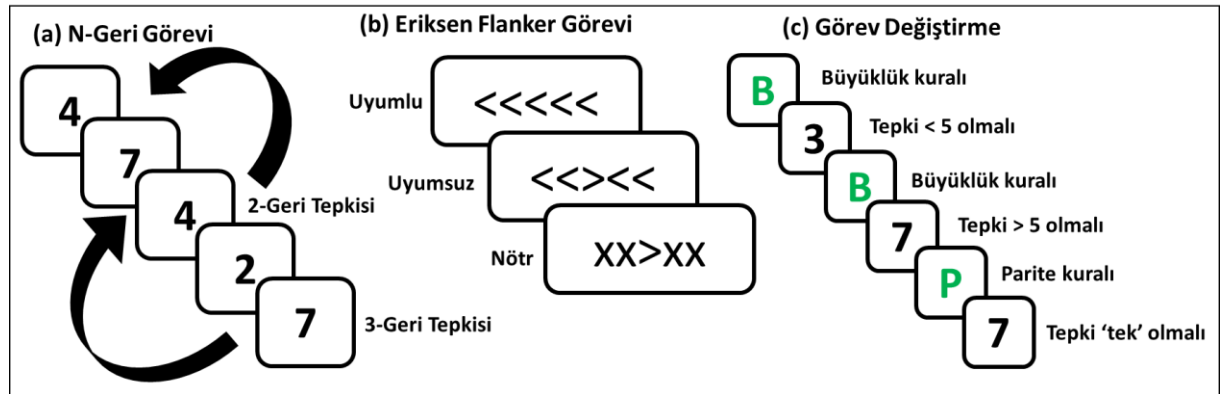 (a) N-Geri Görevi
4
7
4
2-Geri Tepkisi
2
7
3-Geri Tepkisi
(b) Eriksen Flanker Görevi
Uyumlu <<<<<
Uyumsuz <<><<
Nötr xx>xx
(c) Görev Değiştirme
B Büyüklük kuralı
3 Tepki < 5 olmalı
B Büyüklük kuralı
7 Tepki > 5 olmalı
P Parite kuralı
7 Tepki ‘tek’ olmalı